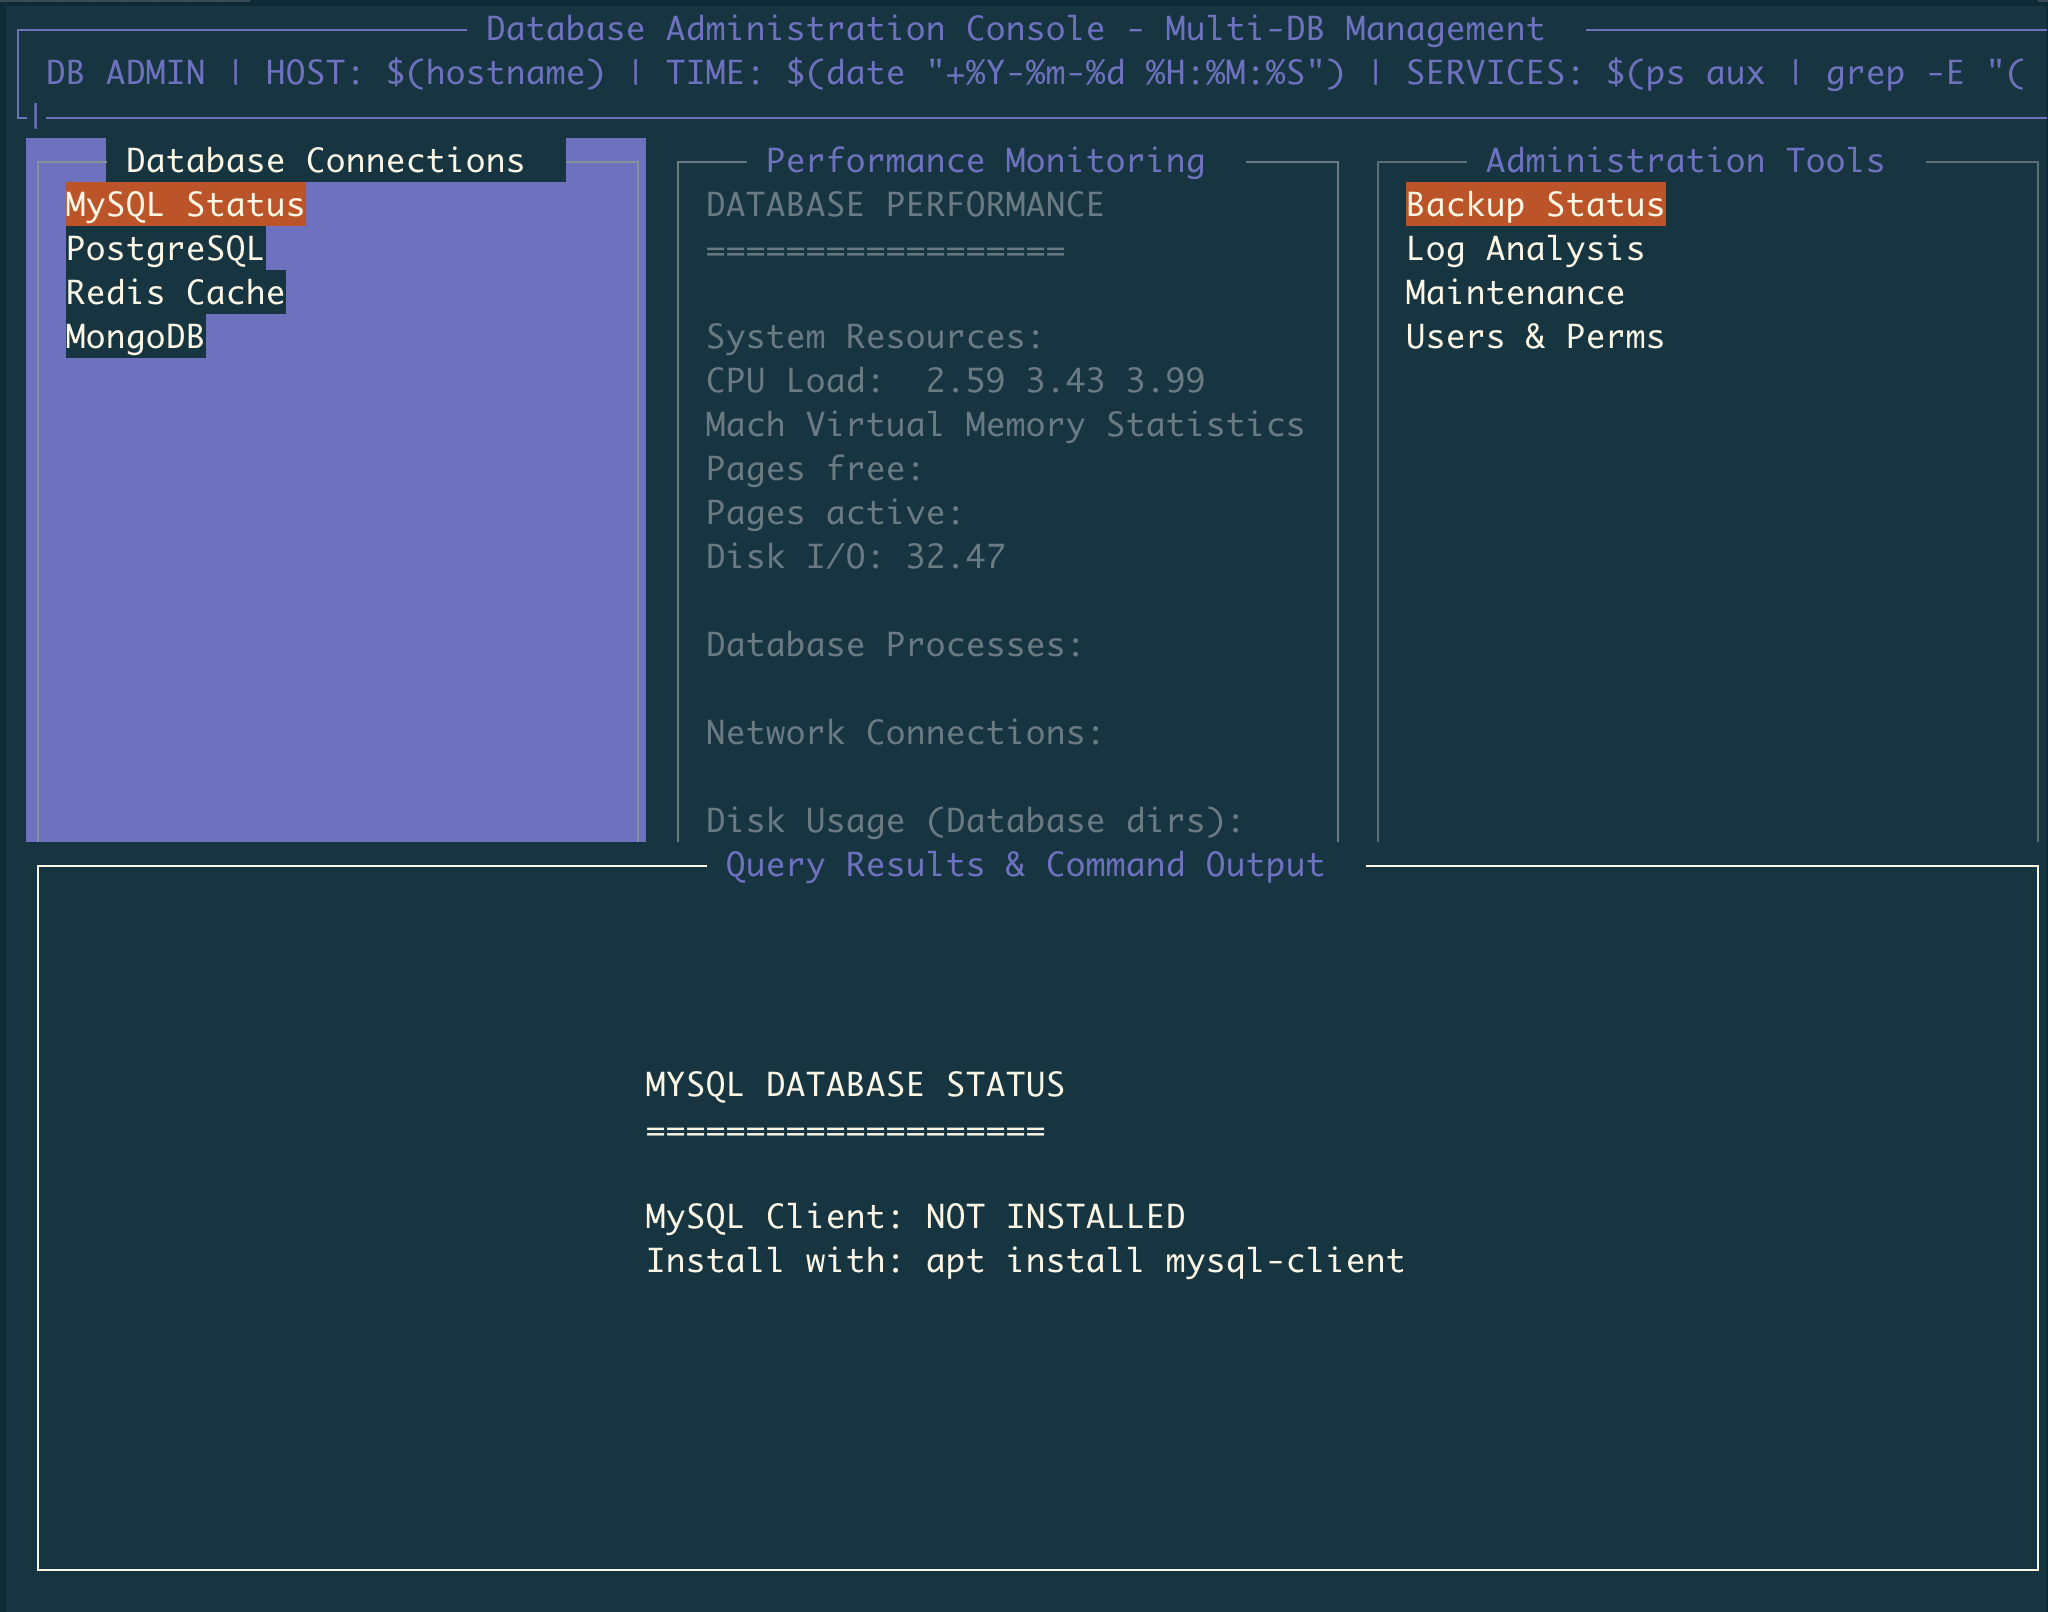 Database Administration Console - Multi-DB Management
DB ADMIN | HOST: $(hostname) | TIME: $(date "+%Y-%m-%d %H:%M:%S") | SERVICES: $(ps aux | grep -E "(
|
Database Connections
MySQL Status
PostgreSQL
Redis Cache
MongoDB
Performance Monitoring
DATABASE PERFORMANCE
==================
System Resources:
CPU Load:  2.59 3.43 3.99
Mach Virtual Memory Statistics
Pages free:
Pages active:
Disk I/O: 32.47
Database Processes:
Network Connections:
Disk Usage (Database dirs):
Administration Tools
Backup Status
Log Analysis
Maintenance
Users & Perms
Query Results & Command Output
MYSQL DATABASE STATUS
====================
MySQL Client: NOT INSTALLED
Install with: apt install mysql-client